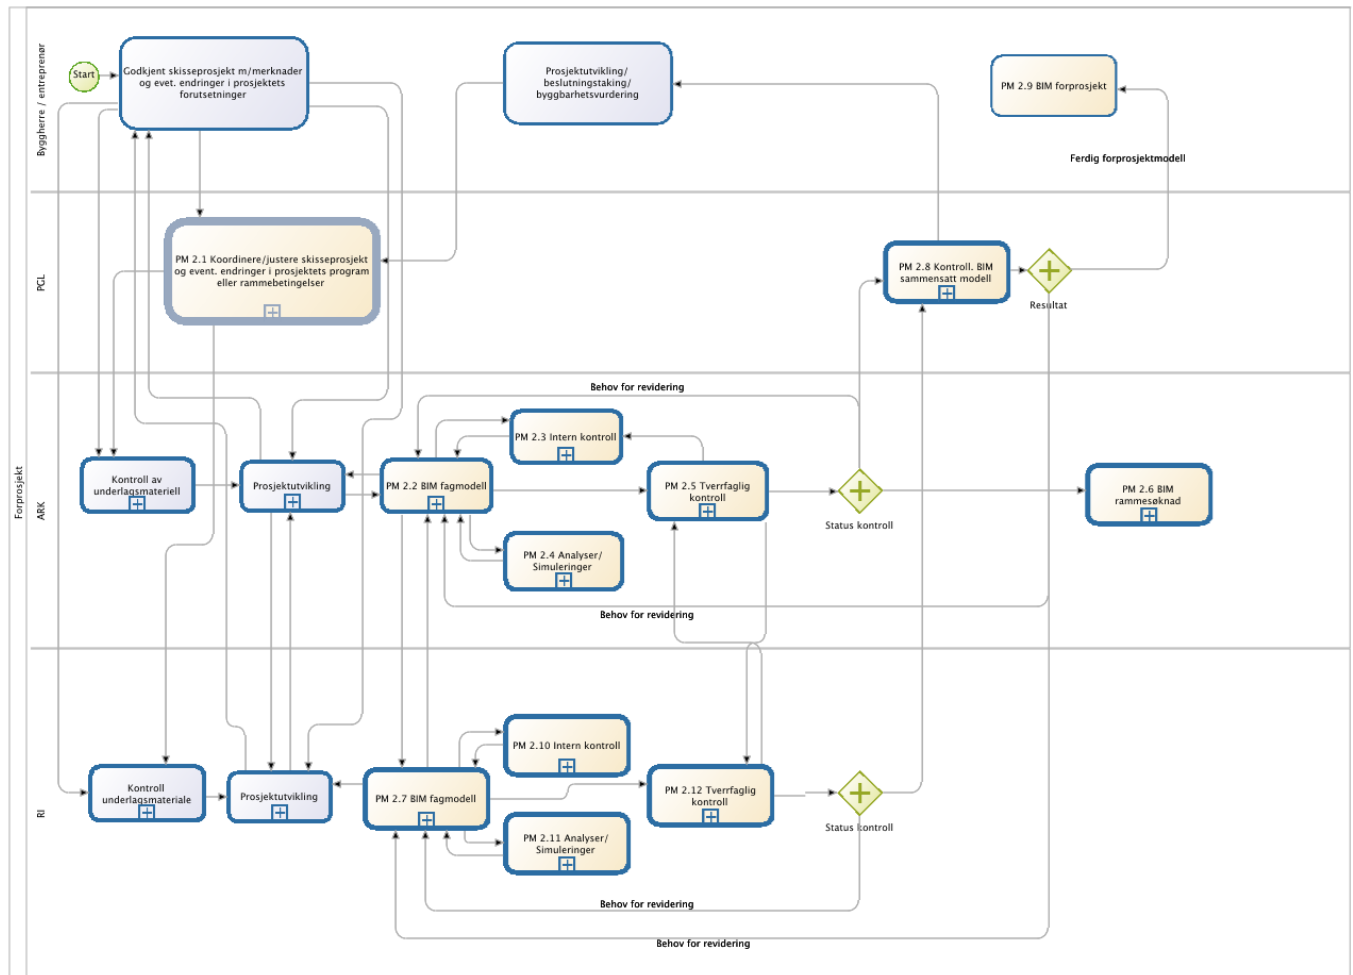 Forprosjekt
Byggherre / entreprenør
Start
Godkjent skisseprosjekt m/merknader
og evet. endringer i prosjektets
forutsetninger
Prosjektutvikling/
beslutningstaking/
byggbarhetsvurdering
PM 2.9 BIM forprosjekt
Ferdig forprosjektmodell
PGL
PM 2.1 Koordinere/justere skisseprosjekt
og event. endringer i prosjektets program
eller rammebetingelser
PM 2.8 Kontroll. BIM
sammensatt modell
Resultat
ARK
Behov for revidering
PM 2.3 Intern kontroll
Kontroll av
underlagsmateriell
Prosjektutvikling
PM 2.2 BIM fagmodell
PM 2.5 Tverrfaglig
kontroll
Status kontroll
PM 2.6 BIM
rammesøknad
PM 2.4 Analyser/
Simuleringer
Behov for revidering
RI
PM 2.10 Intern kontroll
Kontroll
underlagsmateriale
Prosjektutvikling
PM 2.7 BIM fagmodell
PM 2.12 Tverrfaglig
kontroll
Status kontroll
PM 2.11 Analyser/
Simuleringer
Behov for revidering
Behov for revidering